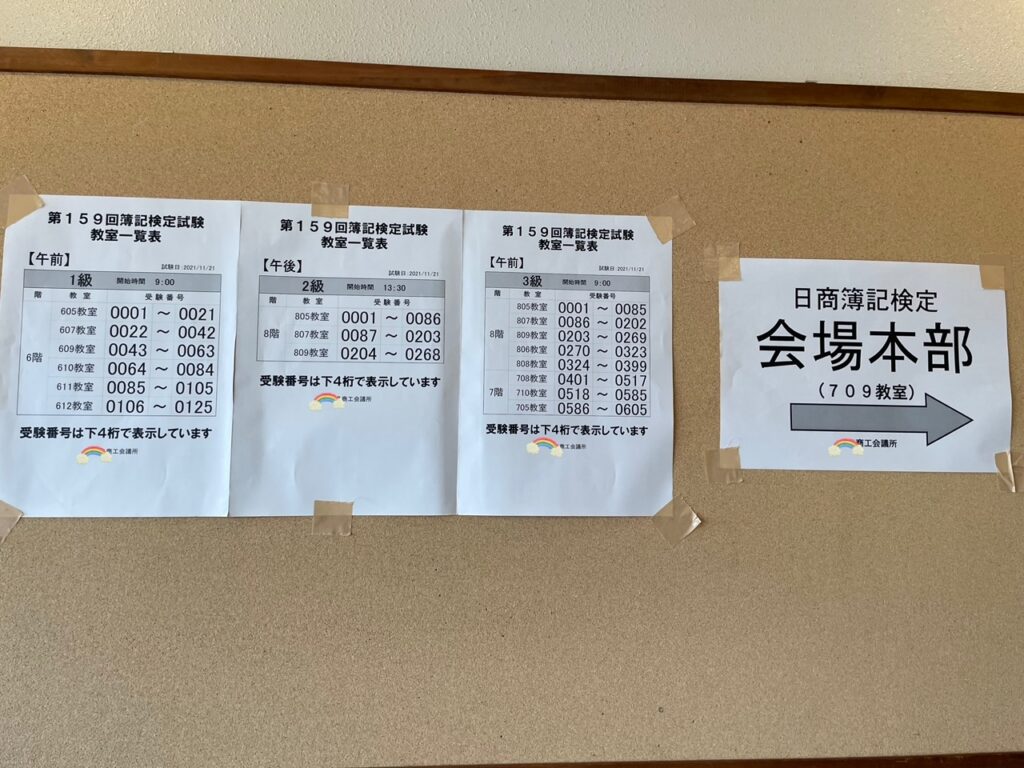 第159回簿記検定試験
教室一覧表
【午前】
試験日:2021/11/21
1級 開始時間 9:00
階 教室 受験番号
6階
605教室 0001 ~ 0021
607教室 0022 ~ 0042
609教室 0043 ~ 0063
610教室 0064 ~ 0084
611教室 0085 ~ 0105
612教室 0106 ~ 0125
受験番号は下4桁で表示しています
商工会議所
第159回簿記検定試験
教室一覧表
【午後】
試験日:2021/11/21
2級 開始時間 13:30
階 教室 受験番号
8階
805教室 0001 ~ 0086
807教室 0087 ~ 0203
809教室 0204 ~ 0268
受験番号は下4桁で表示しています
商工会議所
第159回簿記検定試験
教室一覧表
【午前】
試験日:2021/11/21
3級 開始時間 9:00
階 教室 受験番号
8階
805教室 0001 ~ 0085
807教室 0086 ~ 0202
809教室 0203 ~ 0269
806教室 0270 ~ 0323
808教室 0324 ~ 0399
7階
708教室 0401 ~ 0517
710教室 0518 ~ 0585
705教室 0586 ~ 0605
受験番号は下4桁で表示しています
商工会議所
日商簿記検定
会場本部
(709教室)
商工会議所